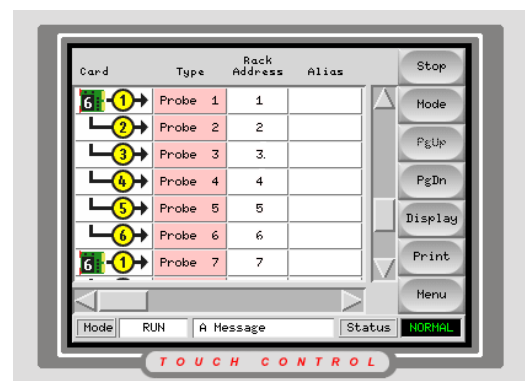 Card Type Rack Address Alias
6 1 Probe 1 1
2 Probe 2 2
3 Probe 3 3.
4 Probe 4 4
5 Probe 5 5
6 Probe 6 6
6 1 Probe 7 7
Stop
Mode
PgUp
PgDn
Display
Print
Menu
Mode RUN A Message Status NORMAL
TOUCH CONTROL